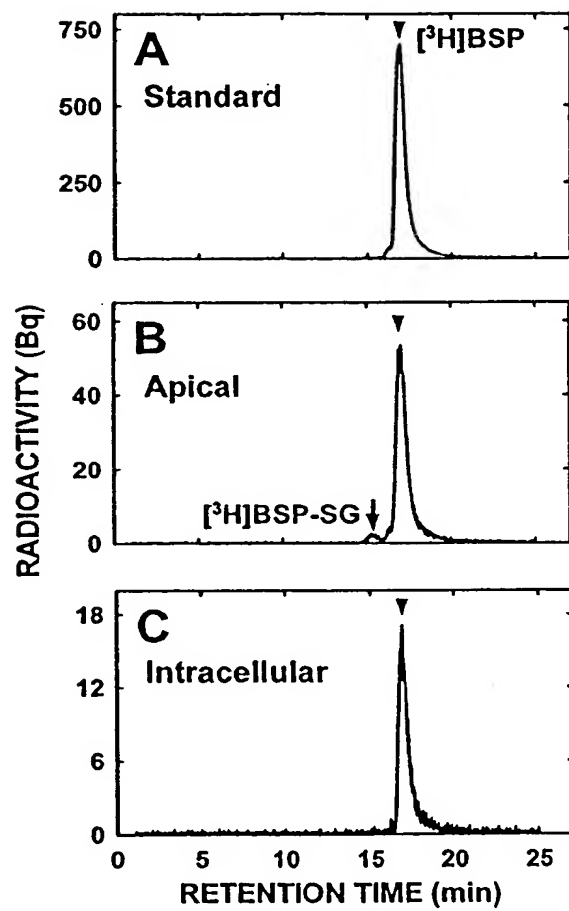 RADIOACTIVITY (Bq)
A
Standard
[³H]BSP
750
500
250
0
B
Apical
[³H]BSP-SG
60
40
20
0
C
Intracellular
18
12
6
0
0 5 10 15 20 25
RETENTION TIME (min)